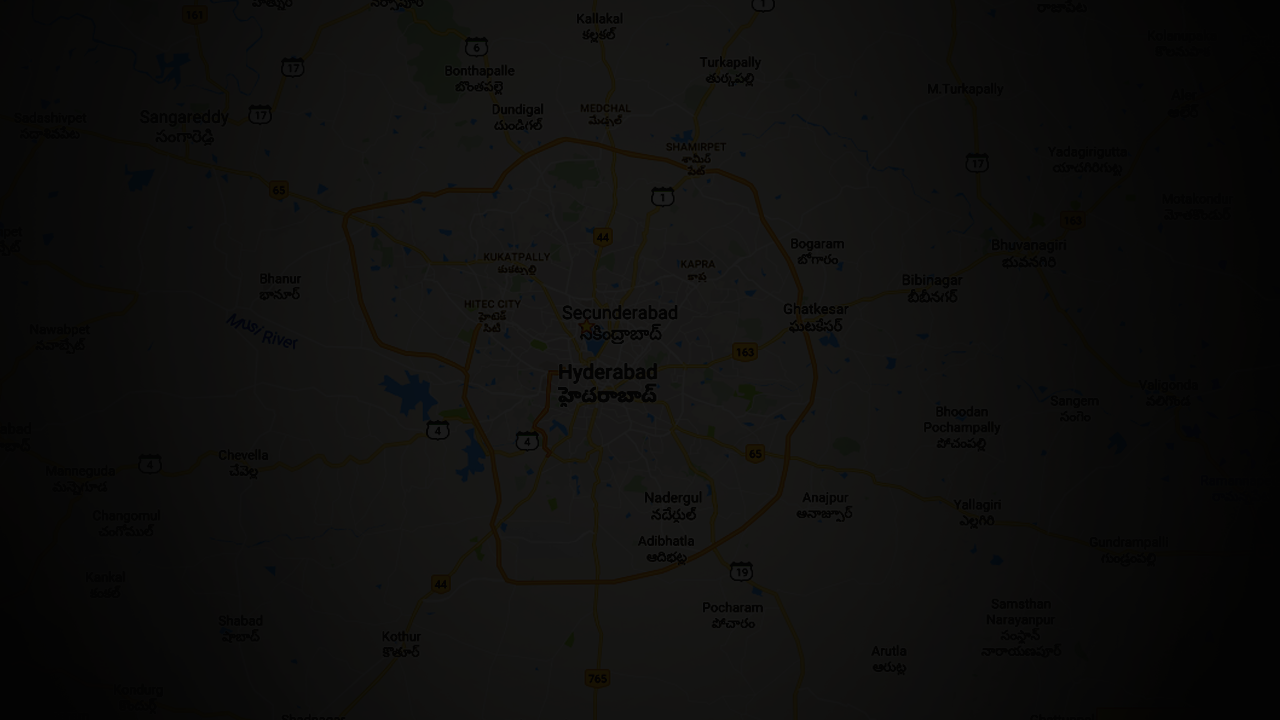 161
1
Kallakal
కల్లకల్
6
17
Bonthapalle
బొంతపల్లె
Turkapally
తుర్కపల్లి
M.Turkapally
Sangareddy
సంగారెడ్డి
17
Dundigal
దుండిగల్
MEDCHAL
మేడ్చల్
SHAMIRPET
శామీర్
పేట్
17
Yadagirigutta
యాదగిరిగుట్ట
65
1
163
44
Bogaram
బోగారం
Bhuvanagiri
భువనగిరి
KUKATPALLY
కుకట్పల్లి
KAPRA
కాప్రా
Bhanur
భానూర్
Bibinagar
బీబీనగర్
HITEC CITY
హైటెక్
సిటీ
Secunderabad
సికింద్రాబాద్
Ghatkesar
ఘటకేసర్
Musi River
Nawabpet
163
Hyderabad
హైదరాబాద్
Valigonda
Sangem
సంగెం
Bhoodan
Pochampally
భోచంపల్లి
4
4
65
Chevella
చేవెళ్ల
4
Nadergul
నదేర్గుల్
Anajpur
అనాజ్పూర్
Yallagiri
ఎల్లగిరి
Adibhatla
ఆదిభట్ల
Gundrampalli
44
19
Pocharam
పోచారం
Samsthan
Narayanpur
సంస్థాన్
నారాయణపూర్
Shabad
షాబాద్
Kothur
కొత్తూర్
Arutla
ఆరుట్ల
765